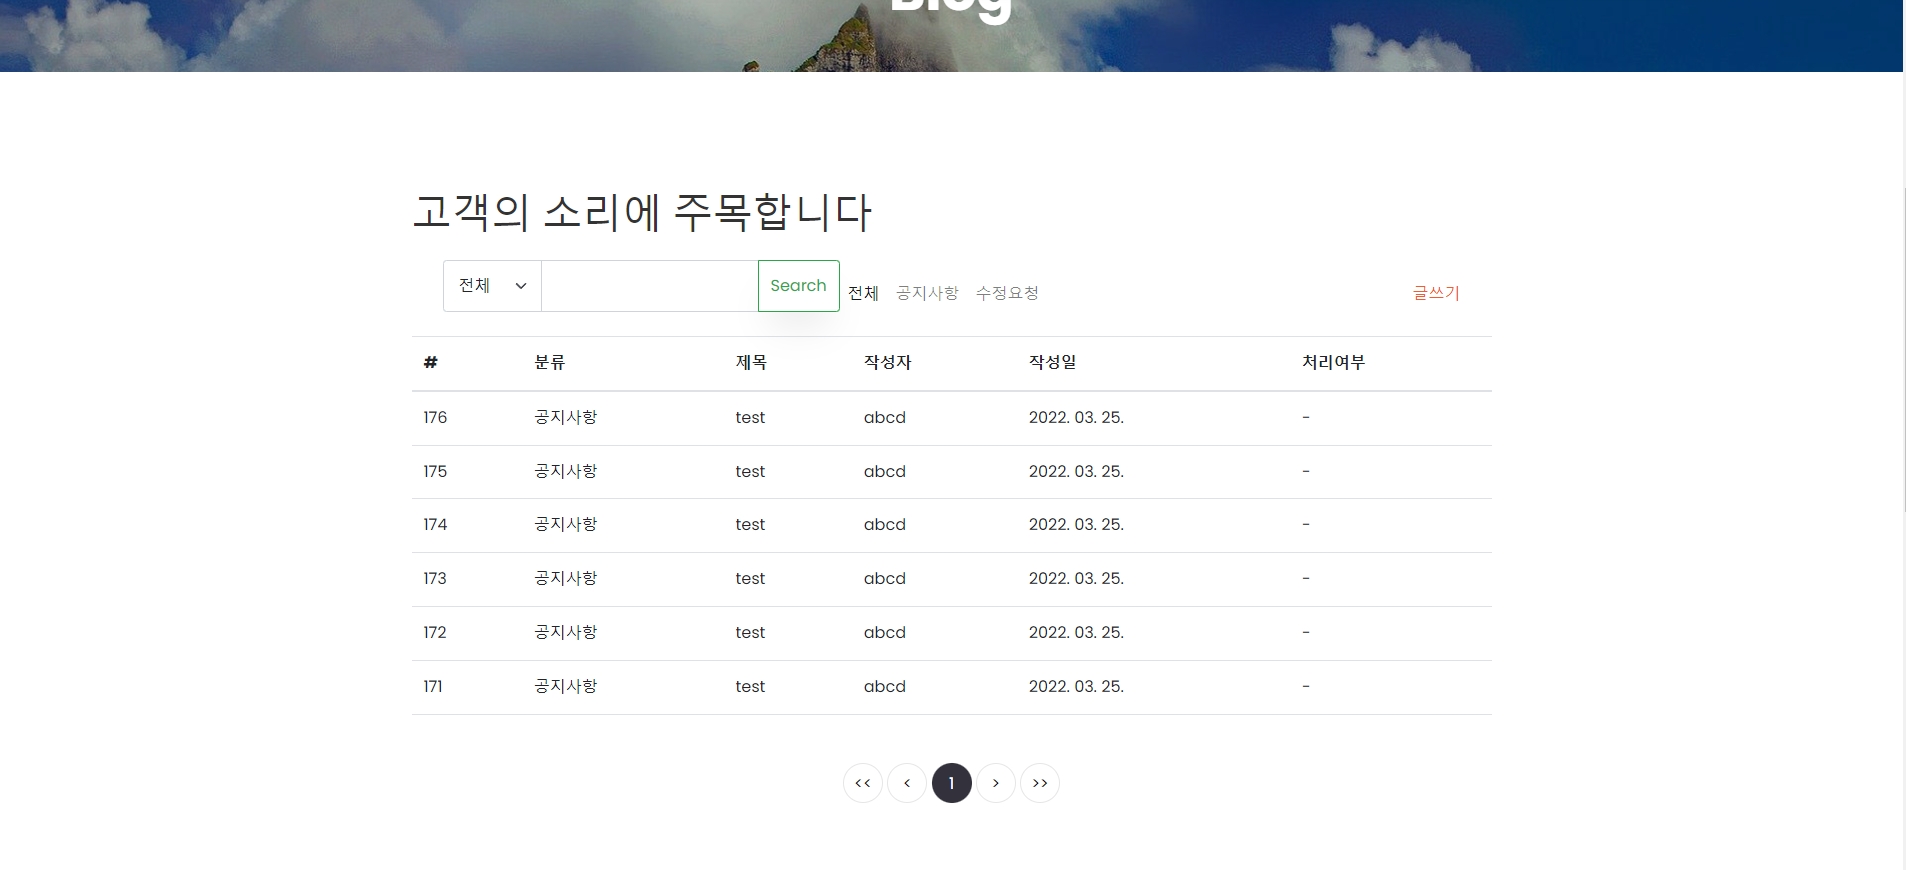 Blog
고객의 소리에 주목합니다
전체 Search 전체 공지사항 수정요청 글쓰기
# 분류 제목 작성자 작성일 처리여부
176 공지사항 test abcd 2022. 03. 25. -
175 공지사항 test abcd 2022. 03. 25. -
174 공지사항 test abcd 2022. 03. 25. -
173 공지사항 test abcd 2022. 03. 25. -
172 공지사항 test abcd 2022. 03. 25. -
171 공지사항 test abcd 2022. 03. 25. -
<< < 1 > >>